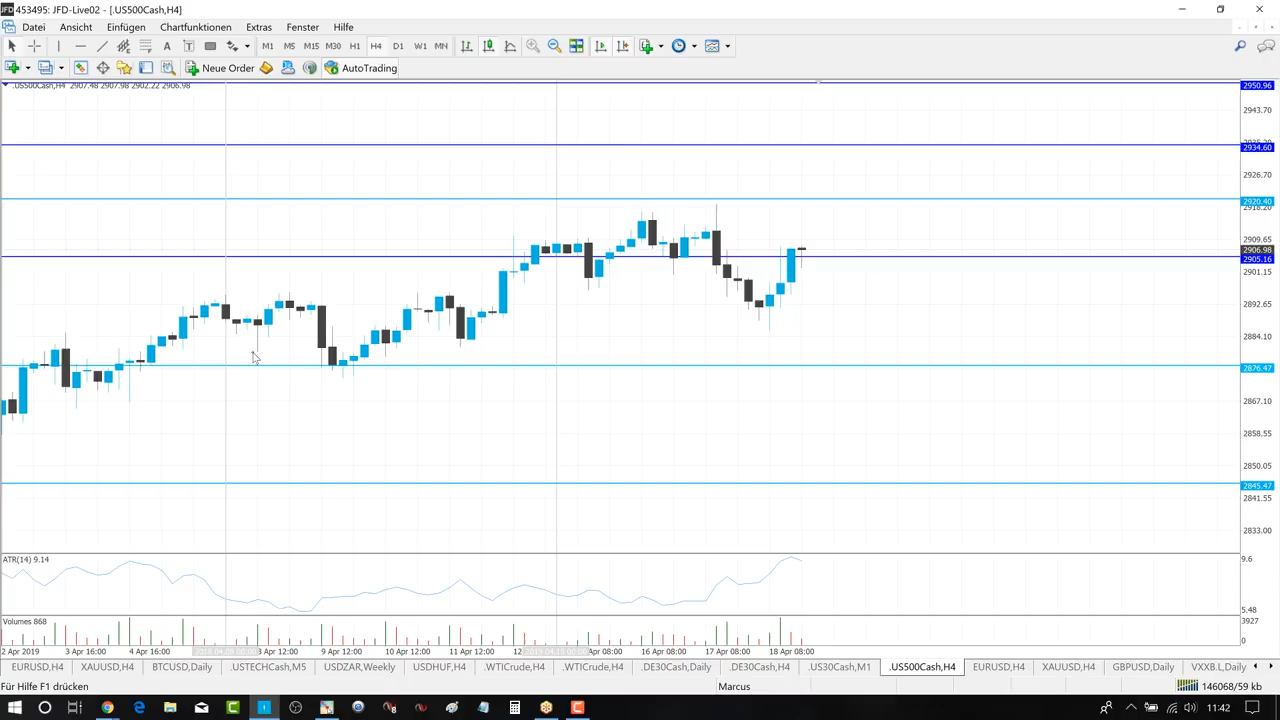 453495: JFD-Live02 - [.US500Cash,H4]
Datei Ansicht Einfügen Chartfunktionen Extras Fenster Hilfe
A T M1 M5 M15 M30 H1 H4 D1 W1 MN
Neue Order AutoTrading
.US500Cash,H4 2907.48 2907.98 2902.22 2906.98
2950.96
2943.70
2934.60
2926.70
2920.40
2918.20
2909.65
2906.98
2905.16
2901.15
2892.65
2884.10
2876.47
2867.10
2858.55
2850.05
2845.47
2841.55
2833.00
ATR(14) 9.14
9.6
5.48
Volumes 868
3927
0
2 Apr 2019 3 Apr 16:00 4 Apr 16:00 9 Apr 12:00 10 Apr 12:00 11 Apr 12:00 16 Apr 08:00 17 Apr 08:00 18 Apr 08:00
EURUSD,H4 XAUUSD,H4 BTCUSD,Daily .USTECHCash,M5 USDZAR,Weekly USDHUF,H4 .WTICrude,H4 .WTICrude,H4 .DE30Cash,Daily .DE30Cash,H4 .US30Cash,M1 .US500Cash,H4 EURUSD,H4 XAUUSD,H4 GBPUSD,Daily VXXB.L,Daily
Für Hilfe F1 drücken Marcus 146068/59 kb
11:42